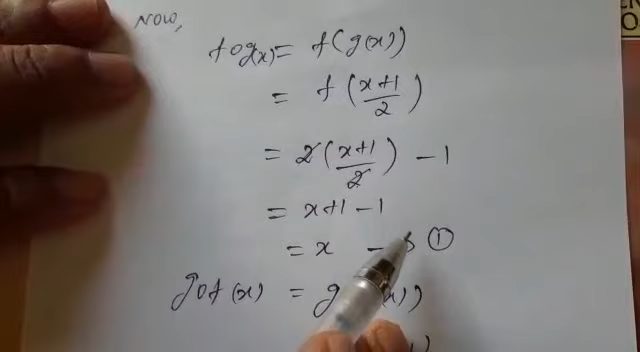 Now,
fog(x) = f(g(x))
= f(x+1/2)
= 2(x+1/2) - 1
= x+1-1
= x → ①
gof(x) = g x))